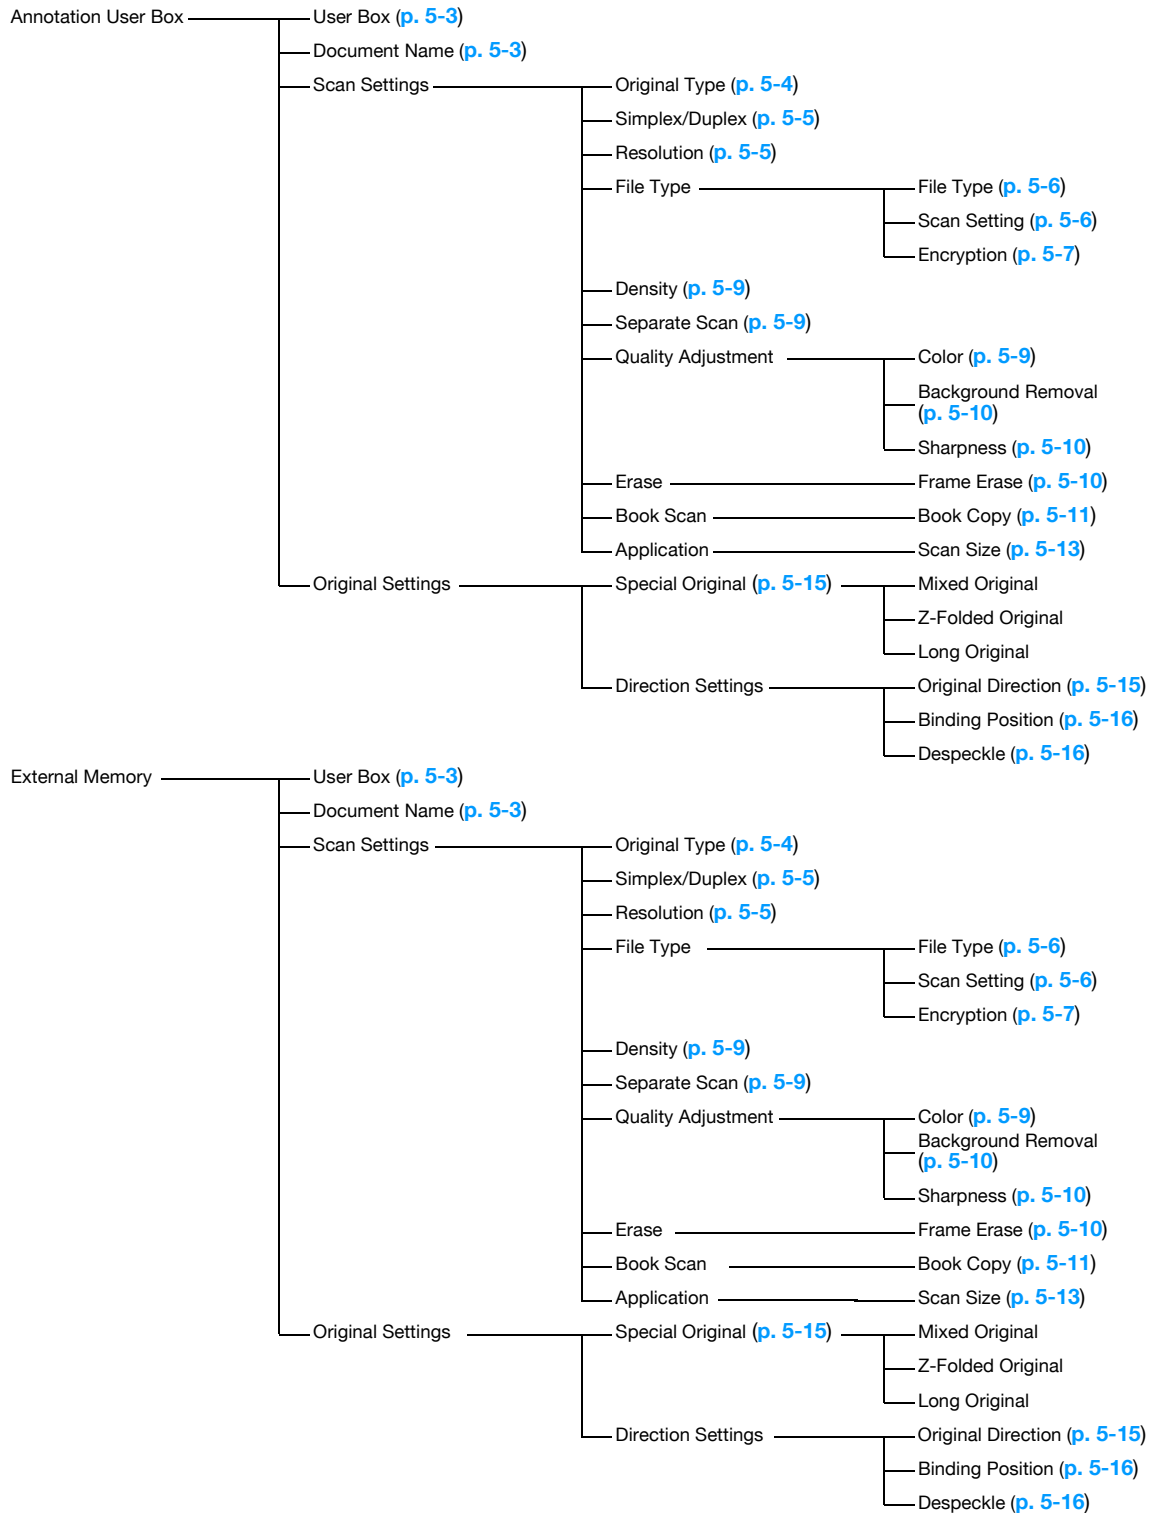 Annotation User Box User Box (p. 5-3)
Document Name (p. 5-3)
Scan Settings Original Type (p. 5-4)
Simplex/Duplex (p. 5-5)
Resolution (p. 5-5)
File Type File Type (p. 5-6)
Scan Setting (p. 5-6)
Encryption (p. 5-7)
Density (p. 5-9)
Separate Scan (p. 5-9)
Quality Adjustment Color (p. 5-9)
Background Removal
(p. 5-10)
Sharpness (p. 5-10)
Erase Frame Erase (p. 5-10)
Book Scan Book Copy (p. 5-11)
Application Scan Size (p. 5-13)
Original Settings Special Original (p. 5-15) Mixed Original
Z-Folded Original
Long Original
Direction Settings Original Direction (p. 5-15)
Binding Position (p. 5-16)
Despeckle (p. 5-16)
External Memory User Box (p. 5-3)
Document Name (p. 5-3)
Scan Settings Original Type (p. 5-4)
Simplex/Duplex (p. 5-5)
Resolution (p. 5-5)
File Type File Type (p. 5-6)
Scan Setting (p. 5-6)
Encryption (p. 5-7)
Density (p. 5-9)
Separate Scan (p. 5-9)
Quality Adjustment Color (p. 5-9)
Background Removal
(p. 5-10)
Sharpness (p. 5-10)
Erase Frame Erase (p. 5-10)
Book Scan Book Copy (p. 5-11)
Application Scan Size (p. 5-13)
Original Settings Special Original (p. 5-15) Mixed Original
Z-Folded Original
Long Original
Direction Settings Original Direction (p. 5-15)
Binding Position (p. 5-16)
Despeckle (p. 5-16)